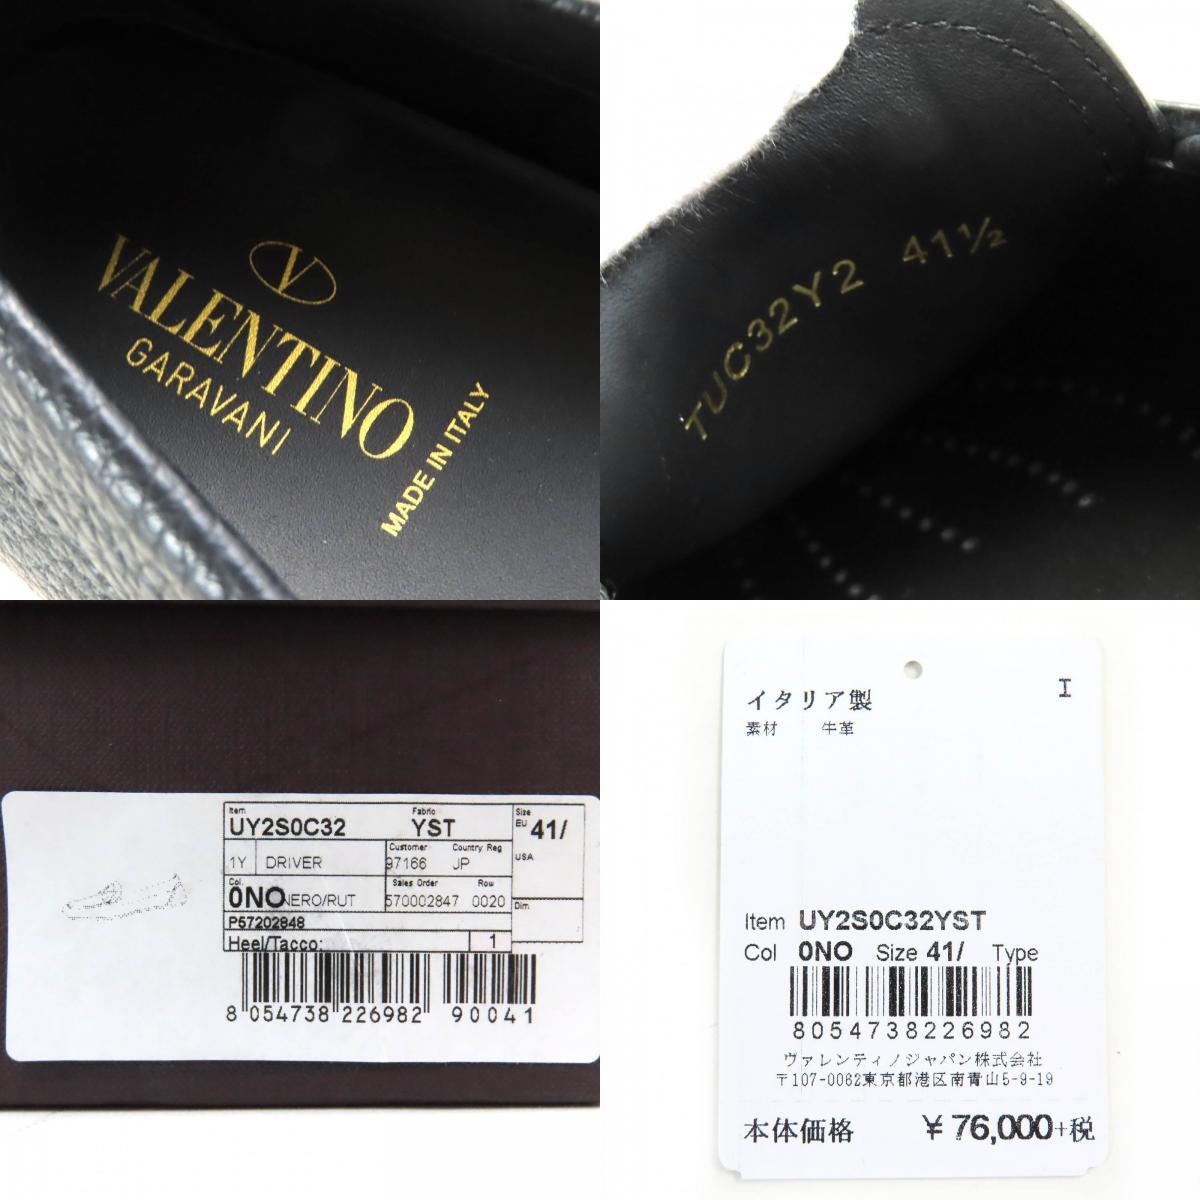 V
VALENTINO
GARAVANI
MADE IN ITALY
TUC32Y2 41½
Item
UY2S0C32
Fabric
YST
Size
EU 41/
USA
Dim
1Y DRIVER
Customer
97166
Country Reg
JP
Col.
0NO NERO/RUT
Sales Order
570002847
Row
0020
P57202848
Heel/Tacco: 1
8 054738 226982 90041
イタリア製 I
素材 牛革
Item UY2S0C32YST
Col 0NO Size 41/ Type
8054738226982
ヴァレンティノジャパン株式会社
〒107-0062東京都港区南青山5-9-19
本体価格 ¥76,000+税